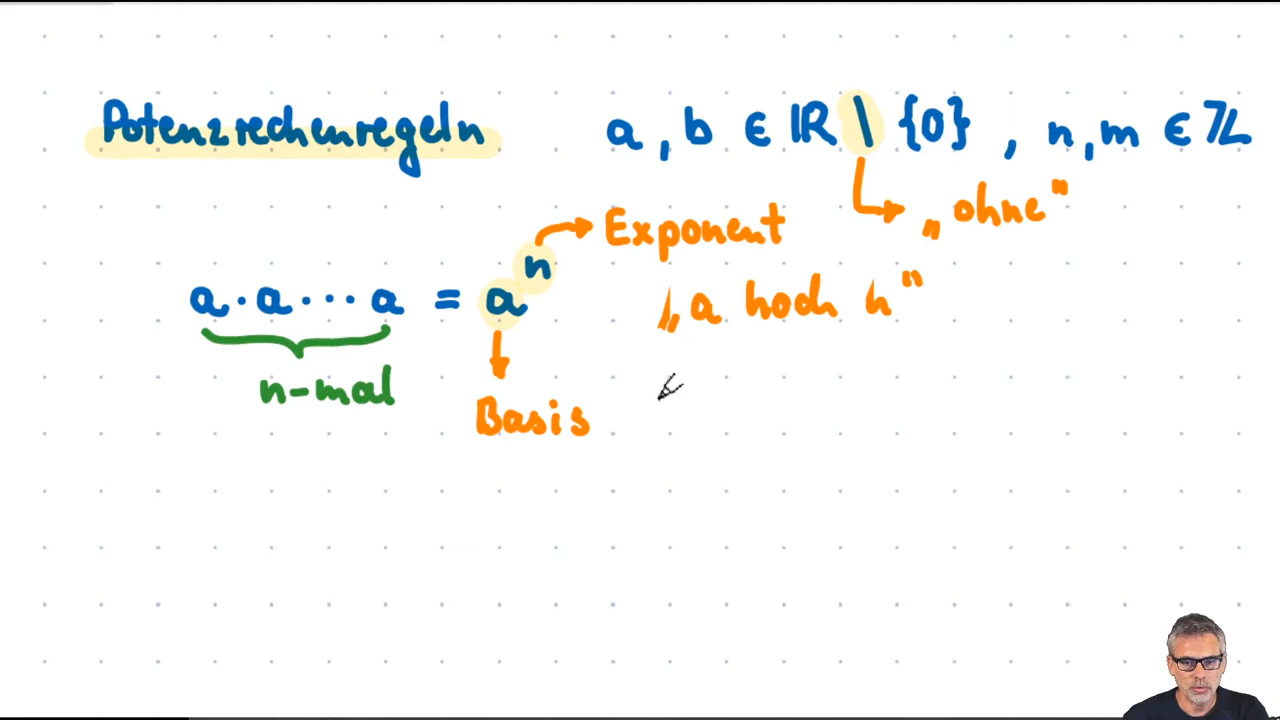 Potenzrechenregeln a, b ∈ ℝ \ {0}, n, m ∈ ℤ
„ohne"
Exponent
a · a · · · a = aⁿ
„a hoch n"
n-mal
Basis